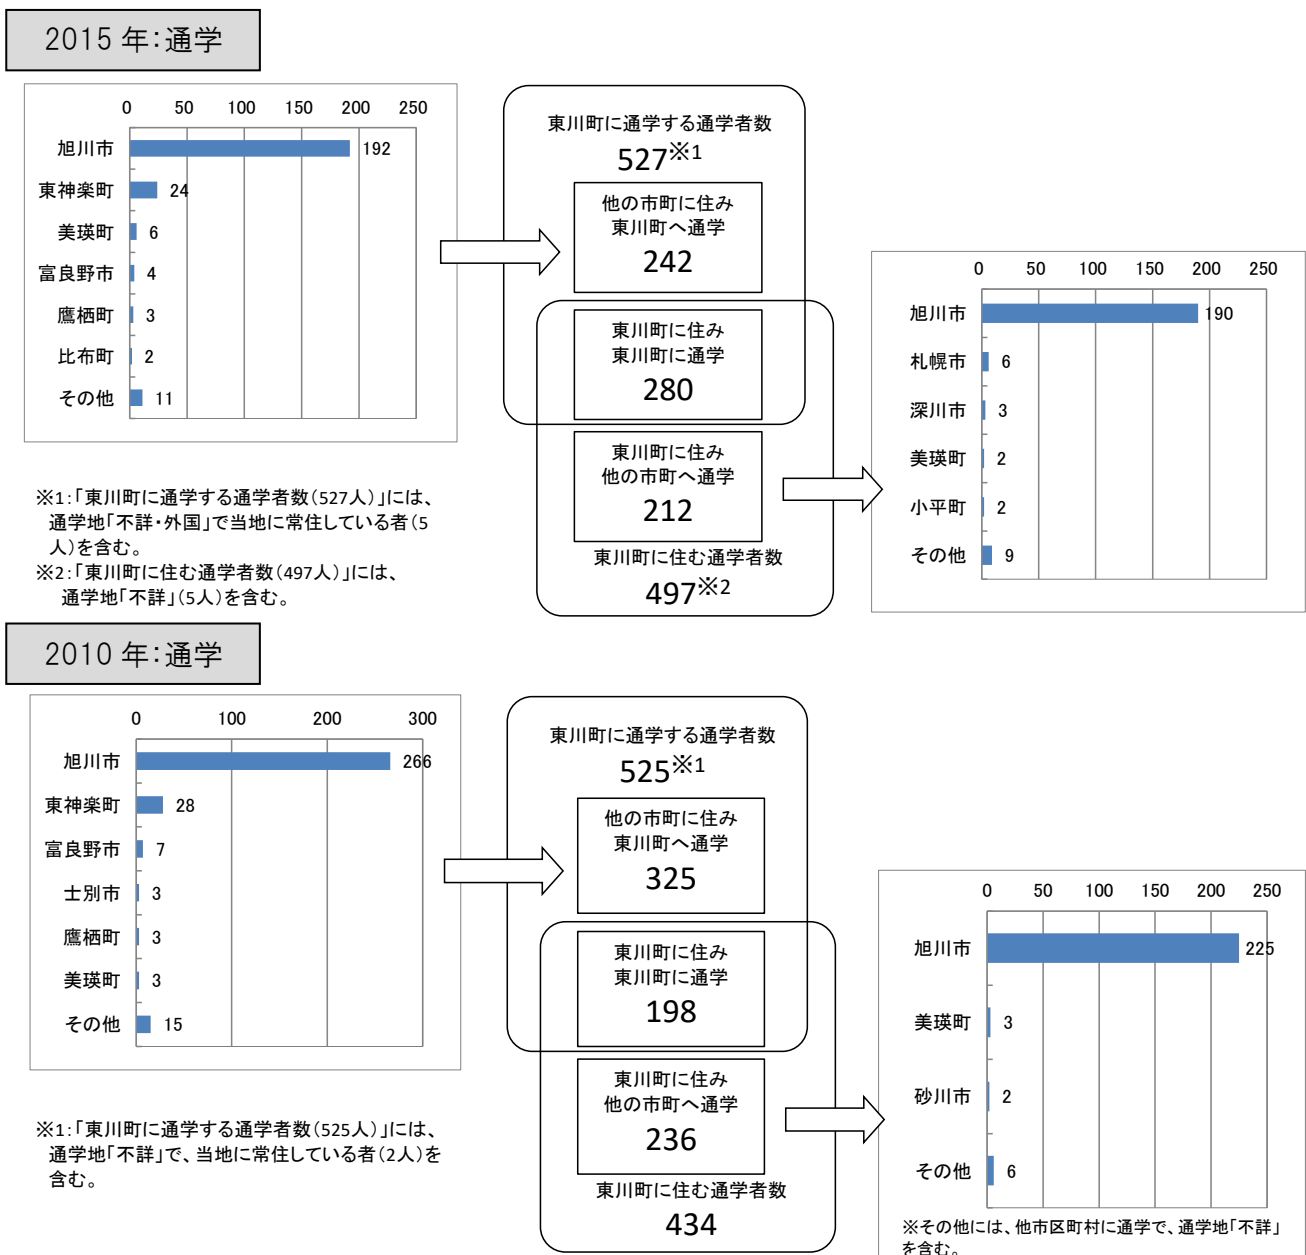 2015 年：通学
0 50 100 150 200 250
旭川市 192
東神楽町 24
美瑛町 6
富良野市 4
鷹栖町 3
比布町 2
その他 11
※1：「東川町に通学する通学者数（527人）」には、
通学地「不詳・外国」で当地に常住している者（5
人）を含む。
※2：「東川町に住む通学者数（497人）」には、
通学地「不詳」（5人）を含む。
東川町に通学する通学者数
527※1
他の市町に住み
東川町へ通学
242
東川町に住み
東川町に通学
280
東川町に住み
他の市町へ通学
212
東川町に住む通学者数
497※2
0 50 100 150 200 250
旭川市 190
札幌市 6
深川市 3
美瑛町 2
小平町 2
その他 9
2010 年：通学
0 100 200 300
旭川市 266
東神楽町 28
富良野市 7
士別市 3
鷹栖町 3
美瑛町 3
その他 15
※1：「東川町に通学する通学者数（525人）」には、
通学地「不詳」で、当地に常住している者（2人）を
含む。
東川町に通学する通学者数
525※1
他の市町に住み
東川町へ通学
325
東川町に住み
東川町に通学
198
東川町に住み
他の市町へ通学
236
東川町に住む通学者数
434
0 50 100 150 200 250
旭川市 225
美瑛町 3
砂川市 2
その他 6
※その他には、他市区町村に通学で、通学地「不詳」
を含む。